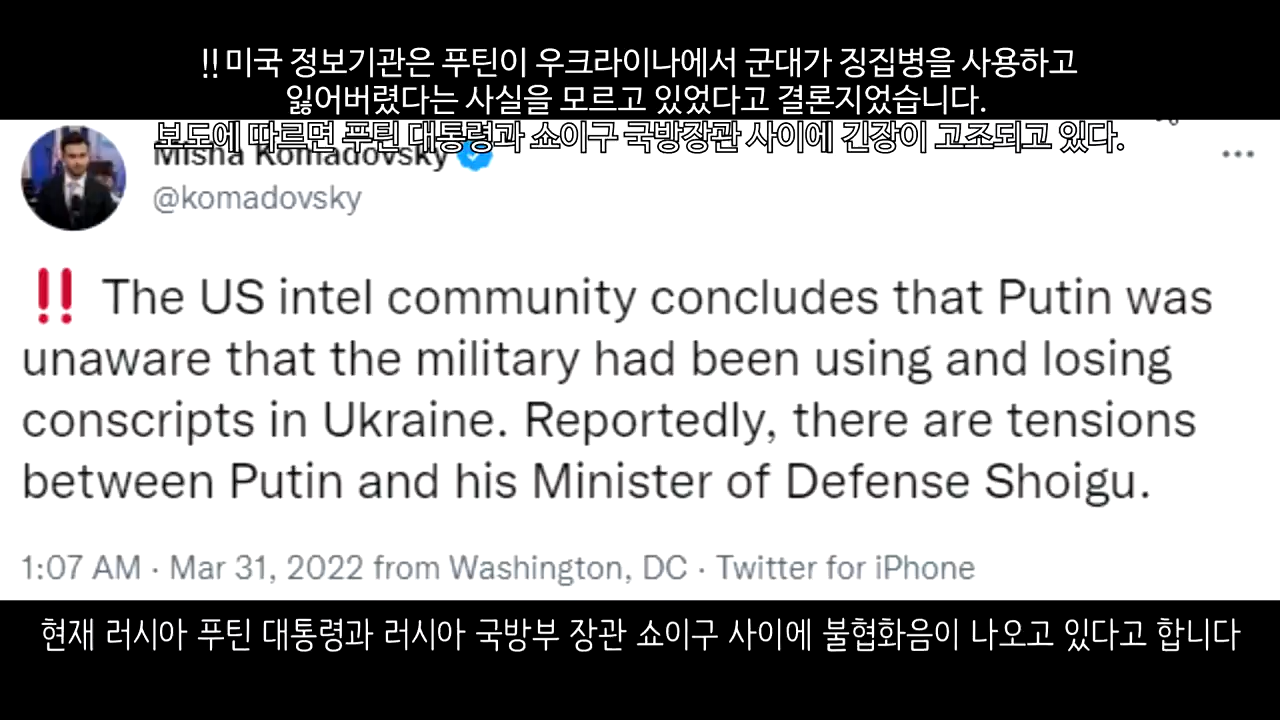 !! 미국 정보기관은 푸틴이 우크라이나에서 군대가 징집병을 사용하고
잃어버렸다는 사실을 모르고 있었다고 결론지었습니다.
보도에 따르면 푸틴 대통령과 쇼이구 국방장관 사이에 긴장이 고조되고 있다.
Misha Komadovsky
@komadovsky
‼ The US intel community concludes that Putin was
unaware that the military had been using and losing
conscripts in Ukraine. Reportedly, there are tensions
between Putin and his Minister of Defense Shoigu.
1:07 AM · Mar 31, 2022 from Washington, DC · Twitter for iPhone
현재 러시아 푸틴 대통령과 러시아 국방부 장관 쇼이구 사이에 불협화음이 나오고 있다고 합니다